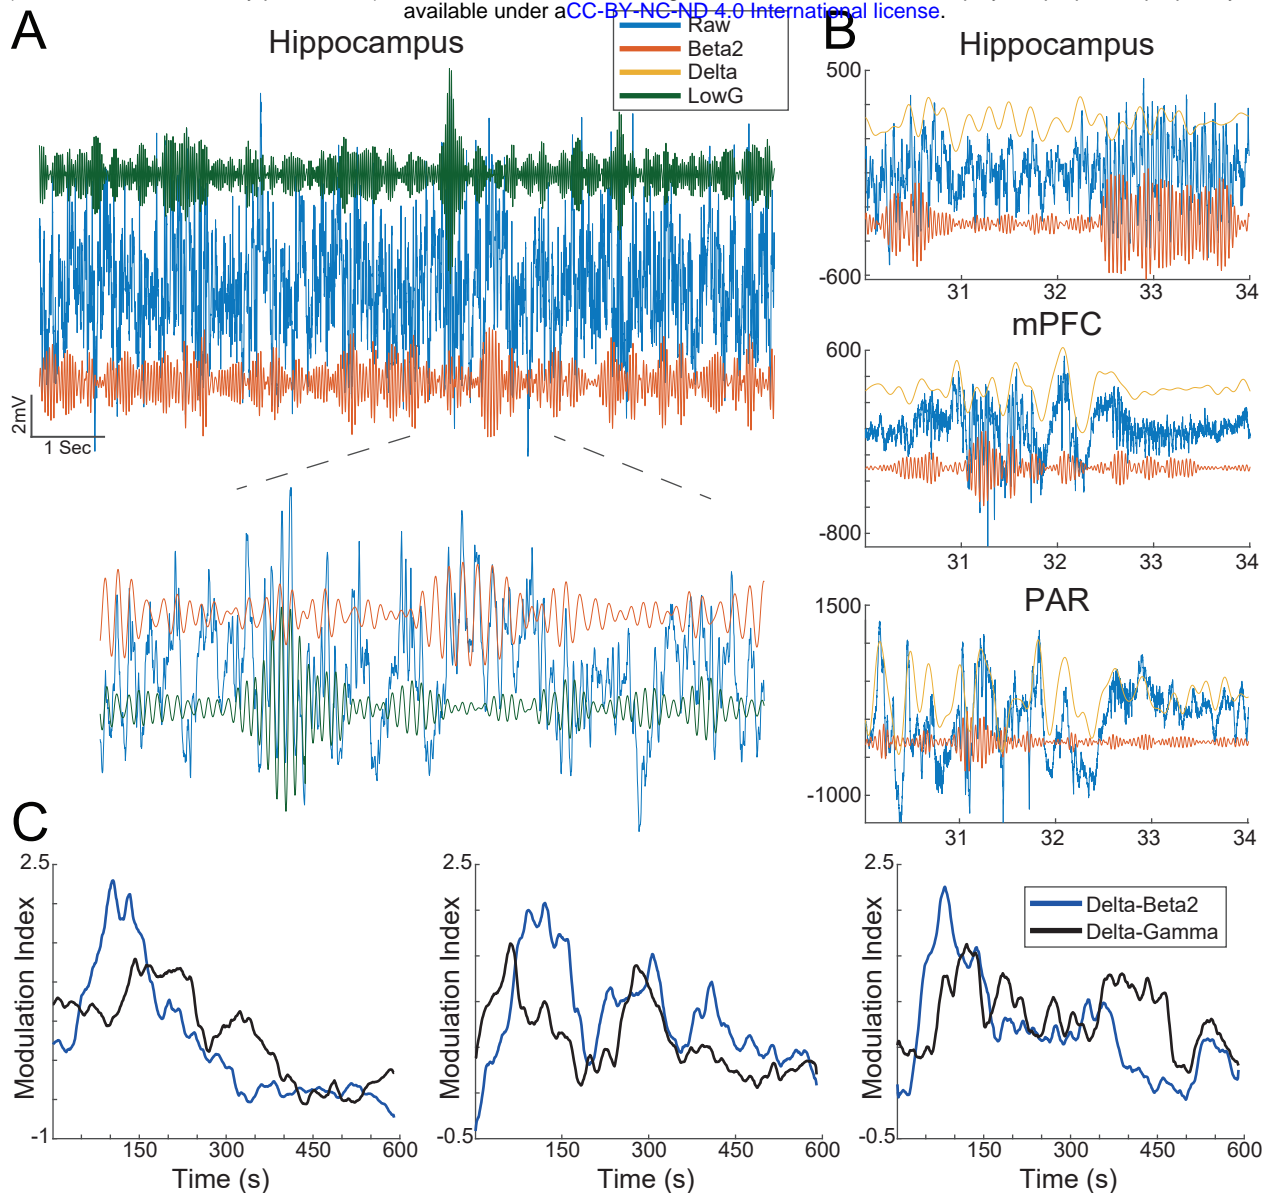 available under aCC-BY-NC-ND 4.0 International license.
A
Hippocampus
Raw
Beta2
Delta
LowG
2mV
1 Sec
B
Hippocampus
500
-600
31 32 33 34
mPFC
600
-800
31 32 33 34
PAR
1500
-1000
31 32 33 34
C
2.5
Modulation Index
-1
150 300 450 600
Time (s)
2.5
Modulation Index
-0.5
150 300 450 600
Time (s)
2.5
Modulation Index
-0.5
150 300 450 600
Time (s)
Delta-Beta2
Delta-Gamma